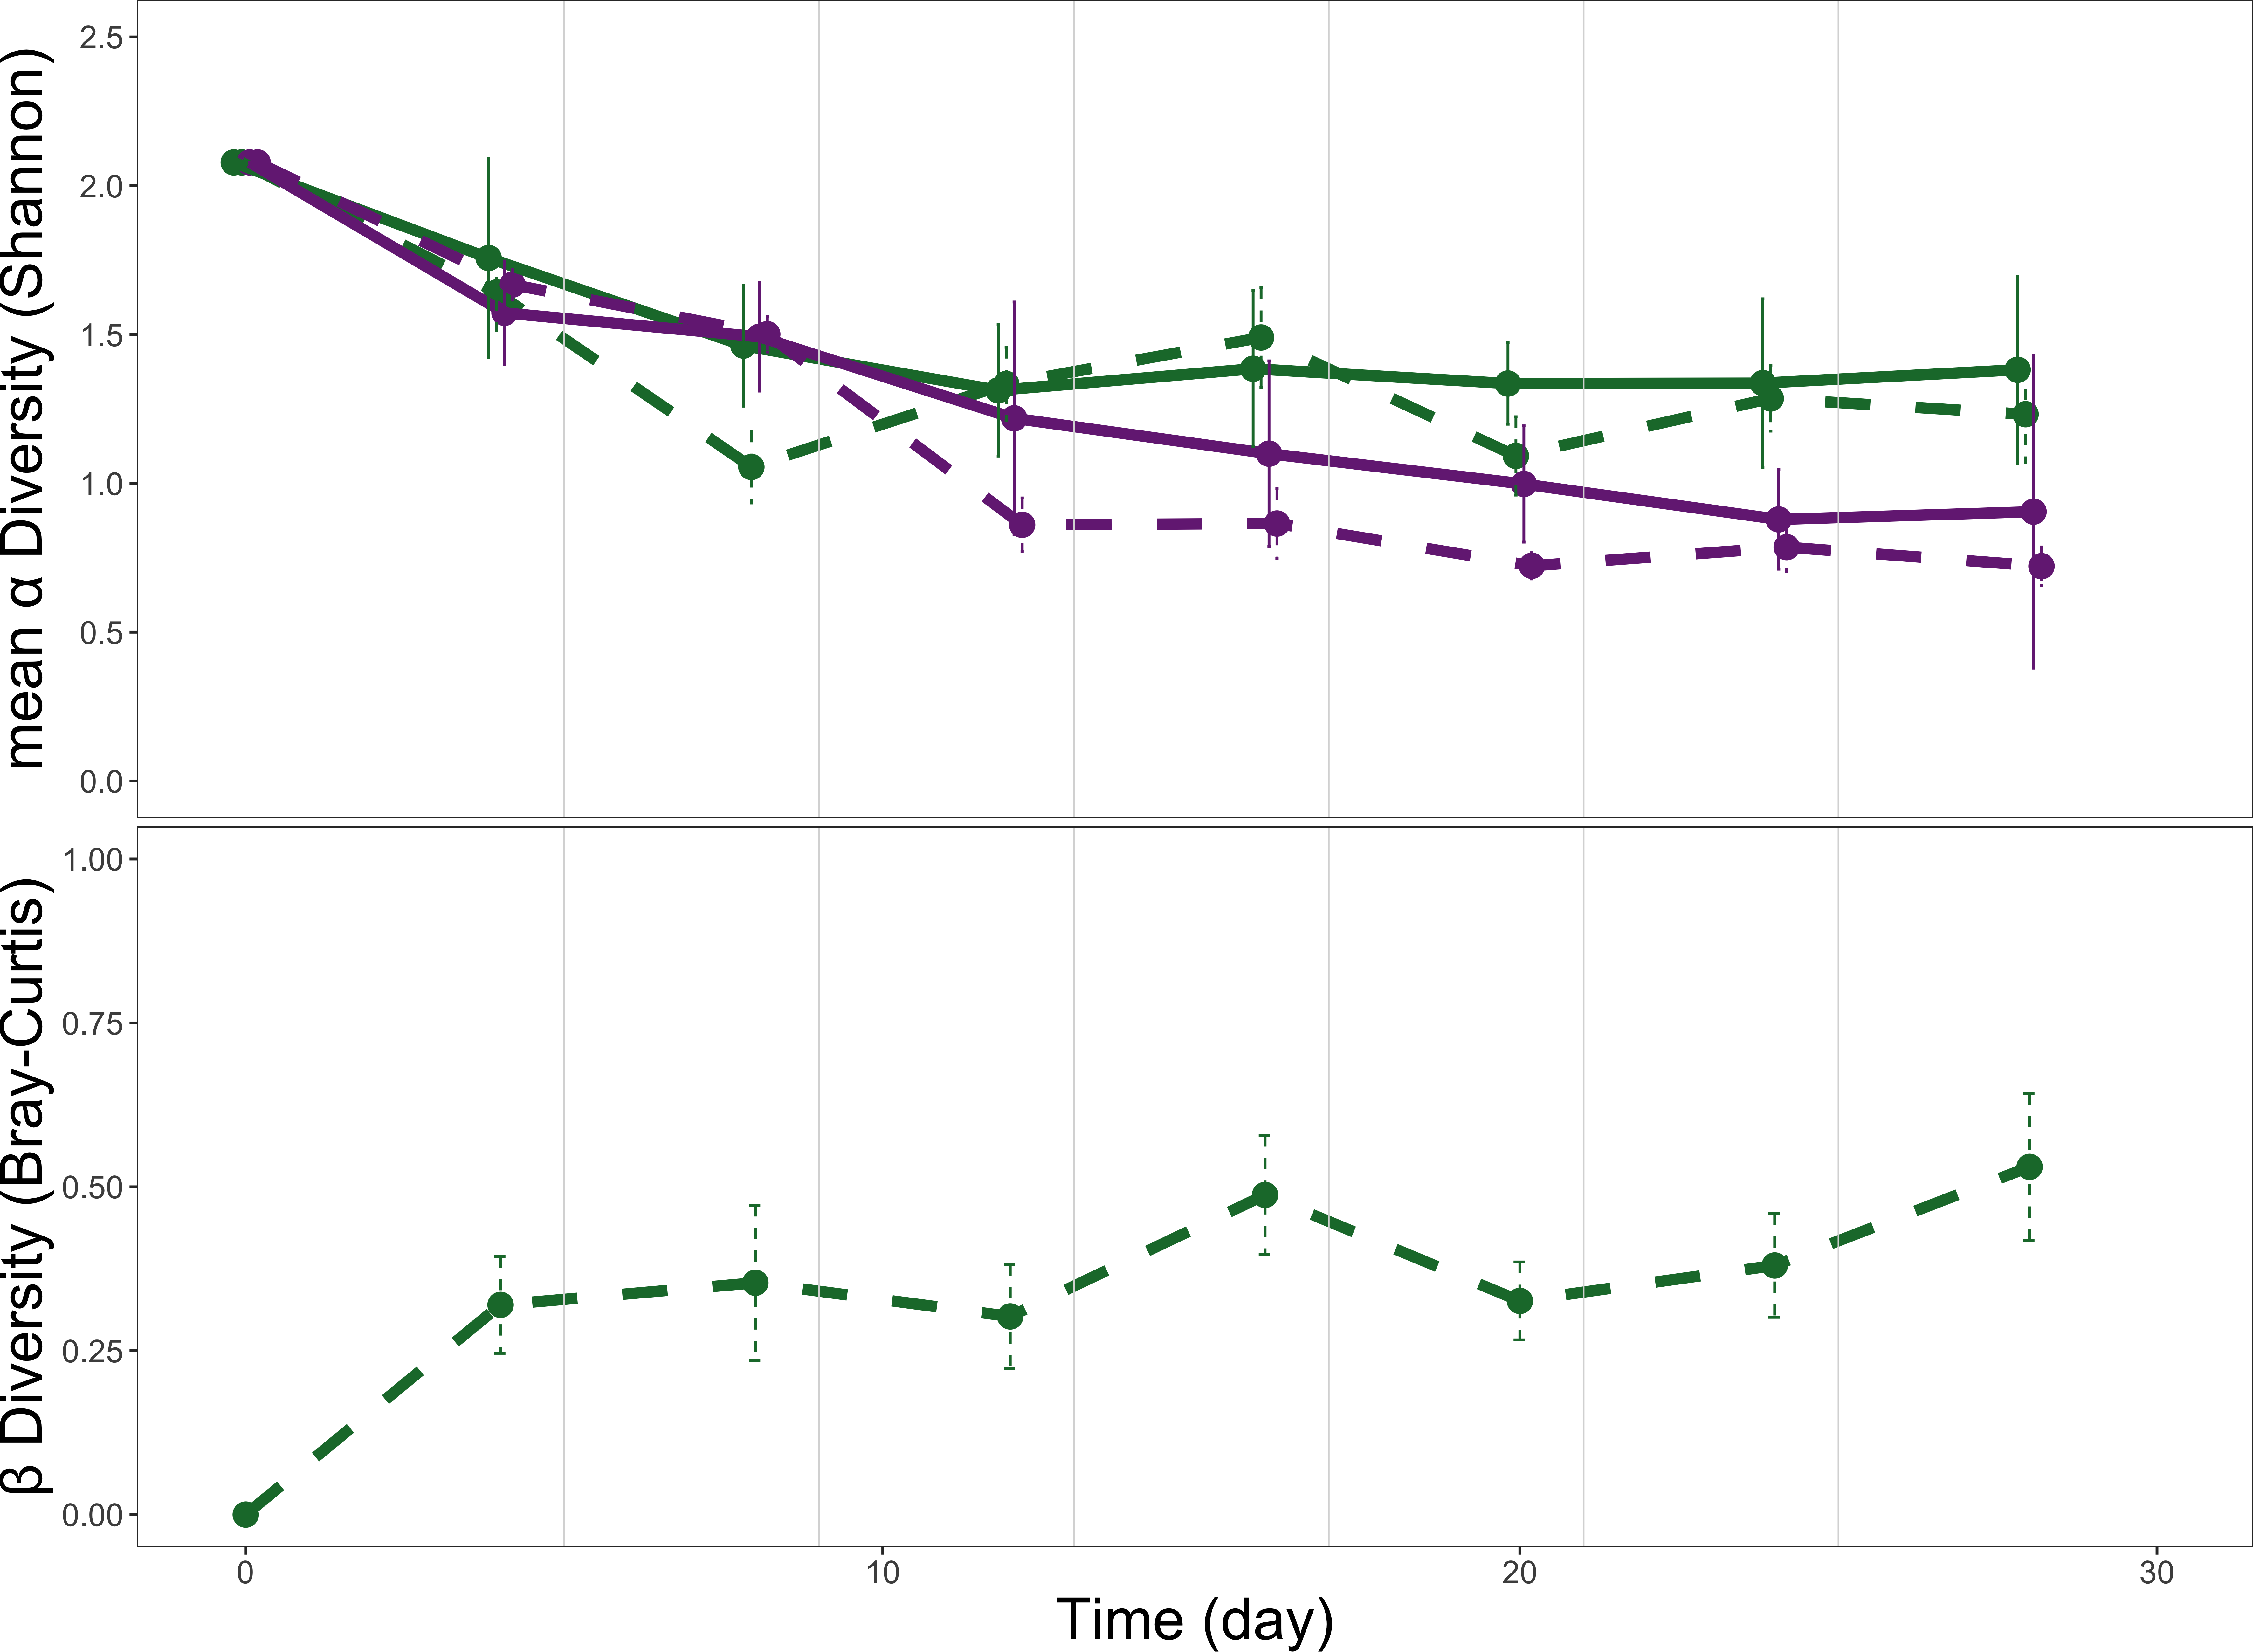 mean α Diversity (Shannon)
2.5
2.0
1.5
1.0
0.5
0.0
β Diversity (Bray-Curtis)
1.00
0.75
0.50
0.25
0.00
0 10 20 30
Time (day)